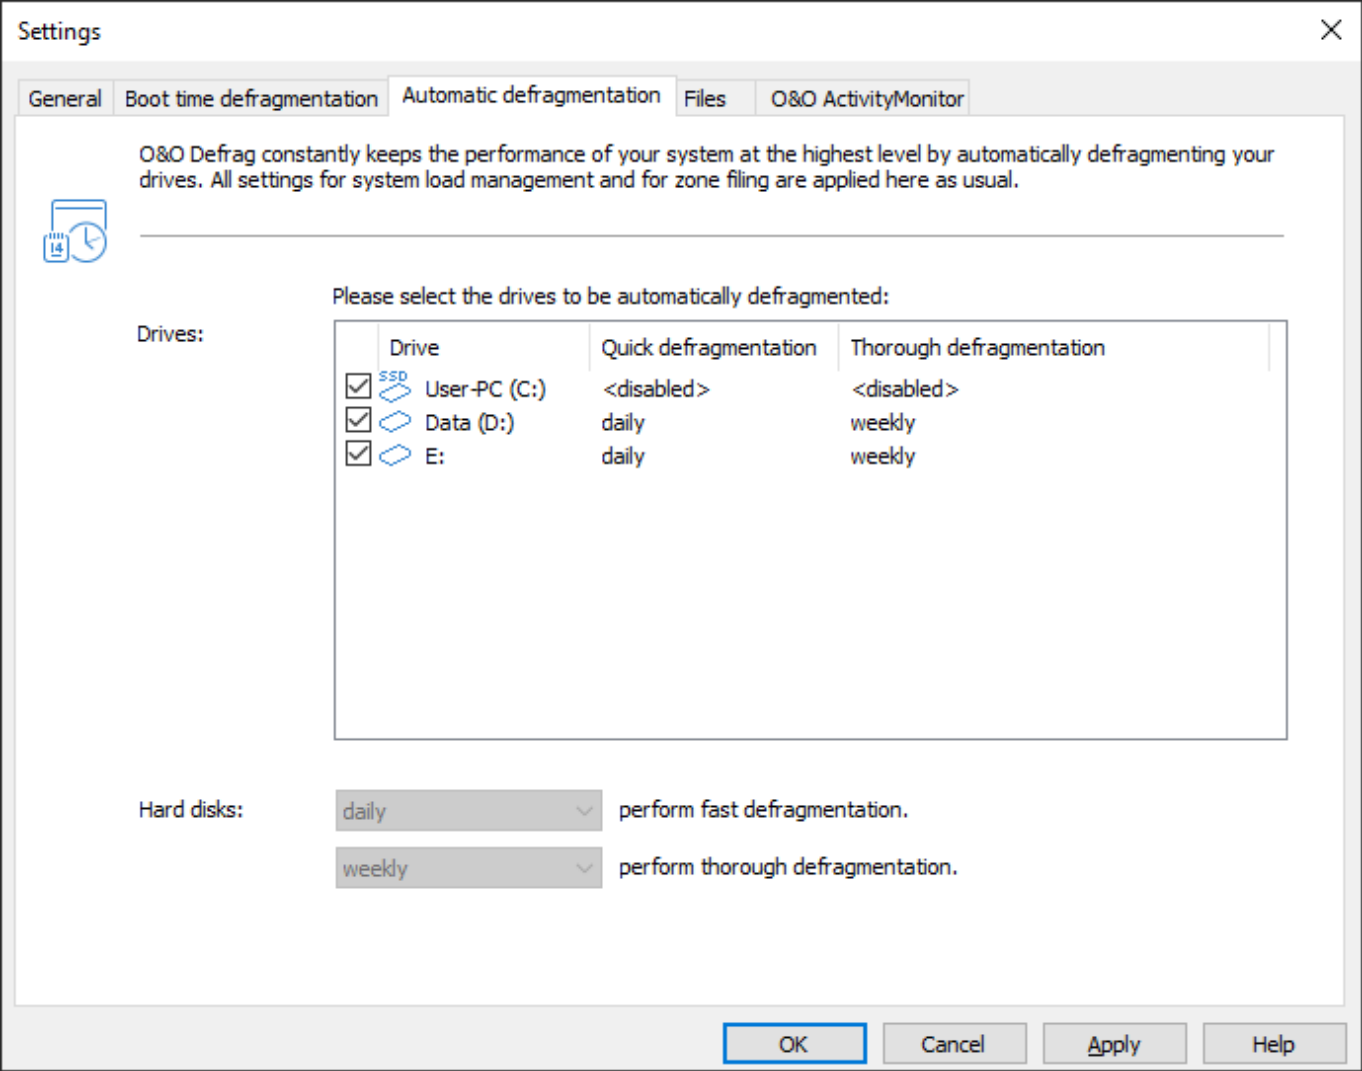 Settings
General Boot time defragmentation Automatic defragmentation Files O&O ActivityMonitor
O&O Defrag constantly keeps the performance of your system at the highest level by automatically defragmenting your
drives. All settings for system load management and for zone filing are applied here as usual.
14
Please select the drives to be automatically defragmented:
Drives:
Drive Quick defragmentation Thorough defragmentation
SSD User-PC (C:) <disabled> <disabled>
Data (D:) daily weekly
E: daily weekly
Hard disks: daily perform fast defragmentation.
weekly perform thorough defragmentation.
OK Cancel Apply Help